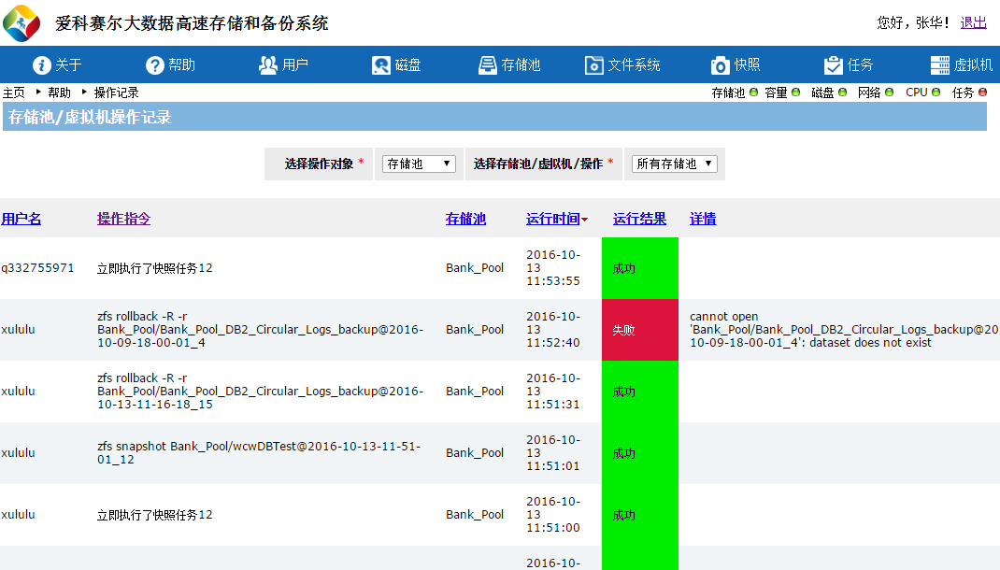 爱科赛尔大数据高速存储和备份系统
您好，张华！ 退出
关于 帮助 用户 磁盘 存储池 文件系统 快照 任务 虚拟机
主页 帮助 操作记录 存储池 容量 磁盘 网络 CPU 任务
存储池/虚拟机操作记录
选择操作对象 * 存储池 选择存储池/虚拟机/操作 * 所有存储池
用户名 操作指令 存储池 运行时间 运行结果 详情
q332755971 立即执行了快照任务12 Bank_Pool 2016-10-
13
11:53:55 成功
xululu zfs rollback -R -r
Bank_Pool/Bank_Pool_DB2_Circular_Logs_backup@2016-
10-09-18-00-01_4 Bank_Pool 2016-10-
13
11:52:40 失败 cannot open
'Bank_Pool/Bank_Pool_DB2_Circular_Logs_backup@20
10-09-18-00-01_4': dataset does not exist
xululu zfs rollback -R -r
Bank_Pool/Bank_Pool_DB2_Circular_Logs_backup@2016-
10-13-11-16-18_15 Bank_Pool 2016-10-
13
11:51:31 成功
xululu zfs snapshot Bank_Pool/wcwDBTest@2016-10-13-11-51-
01_12 Bank_Pool 2016-10-
13
11:51:01 成功
xululu 立即执行了快照任务12 Bank_Pool 2016-10-
13
11:51:00 成功
2016-10-